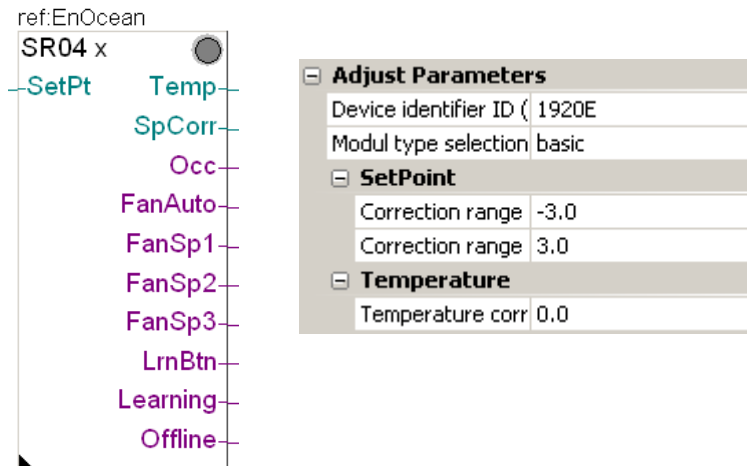 ref:EnOcean
SR04 x
SetPt Temp
SpCorr
Occ
FanAuto
FanSp1
FanSp2
FanSp3
LrnBtn
Learning
Offline
Adjust Parameters
Device identifier ID ( 1920E
Modul type selection basic
SetPoint
Correction range -3.0
Correction range 3.0
Temperature
Temperature corr 0.0